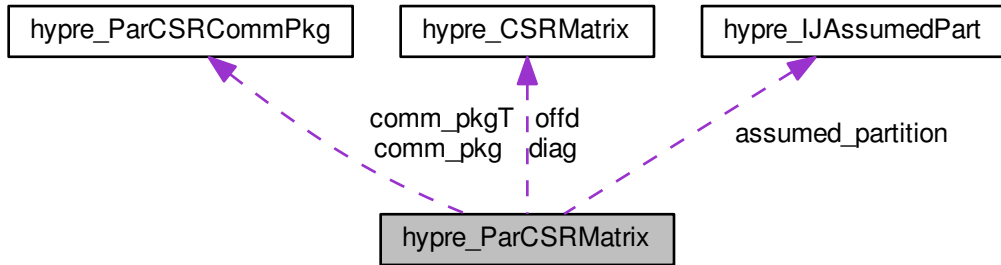 hypre_ParCSRCommPkg
hypre_CSRMatrix
hypre_IJAssumedPart
comm_pkgT
comm_pkg
offd
diag
assumed_partition
hypre_ParCSRMatrix